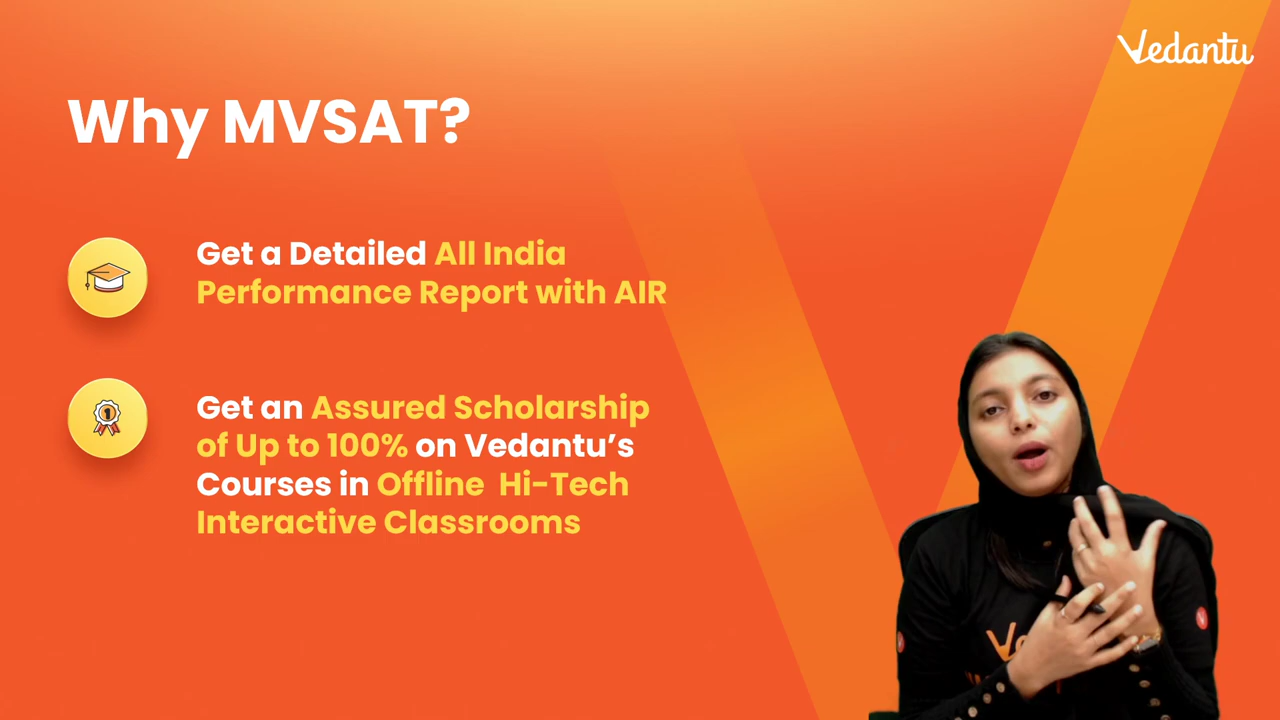 Vedantu
Why MVSAT?
Get a Detailed All India
Performance Report with AIR
1
Get an Assured Scholarship
of Up to 100% on Vedantu’s
Courses in Offline Hi-Tech
Interactive Classrooms